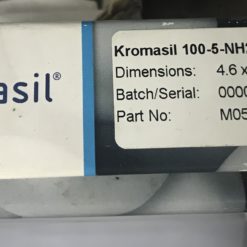 asil®
Kromasil 100-5-NH2
Dimensions: 4.6 x
Batch/Serial: 0000
Part No: M05